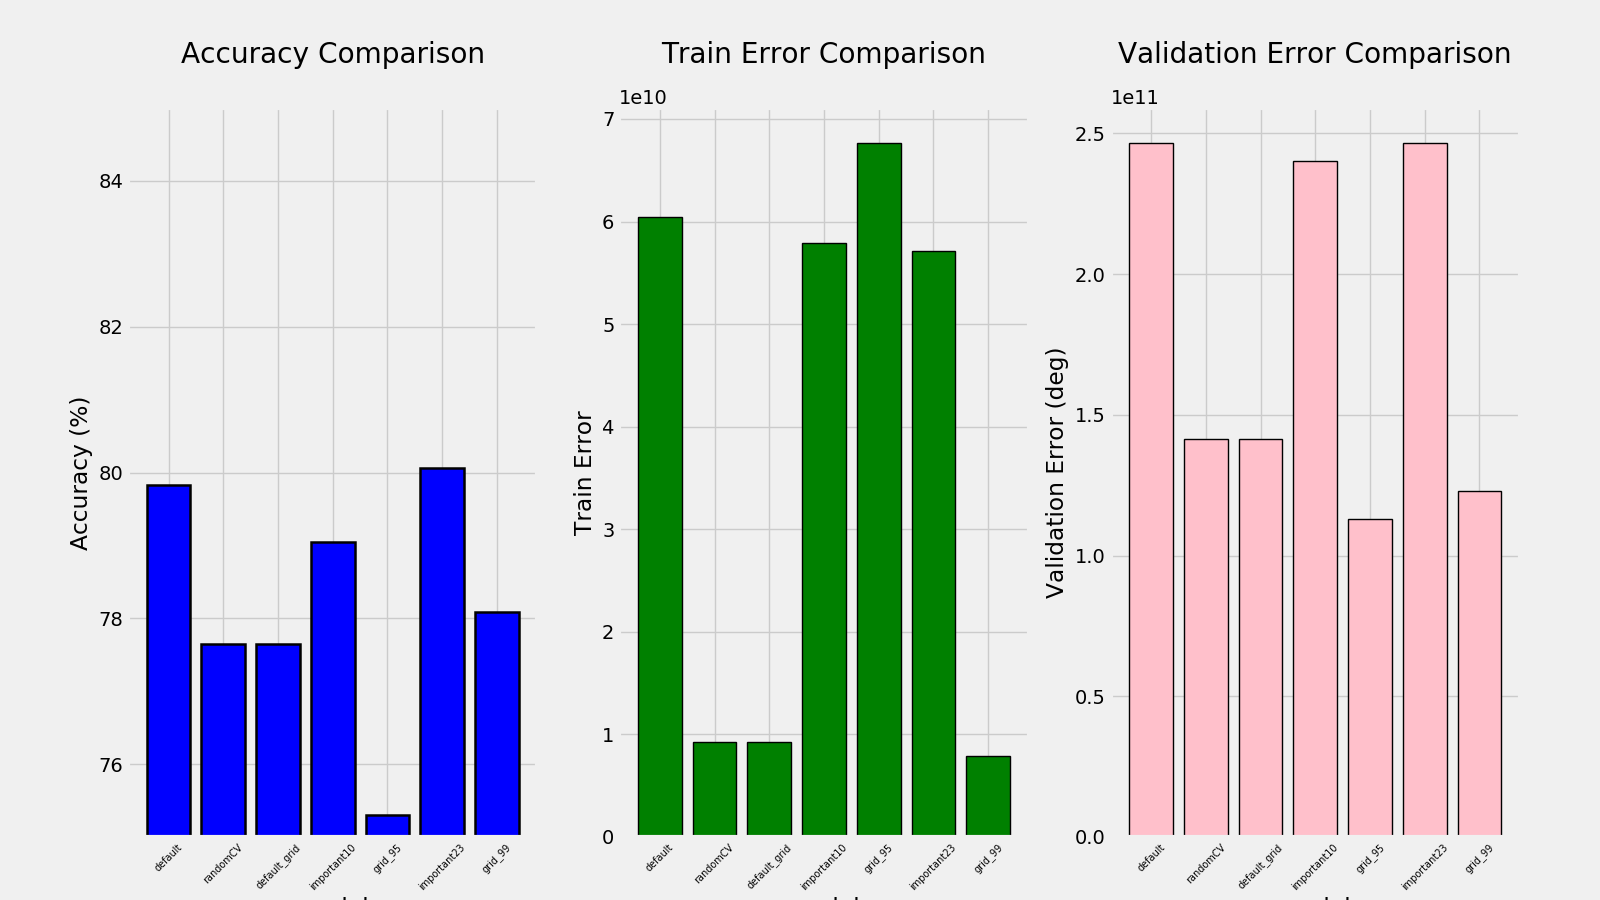 Accuracy Comparison
Train Error Comparison
Validation Error Comparison
84
82
80
78
76
Accuracy (%)
default
randomCV
default_grid
important10
grid_95
important23
grid_99
1e10
7
6
5
4
3
2
1
0
Train Error
default
randomCV
default_grid
important10
grid_95
important23
grid_99
1e11
2.5
2.0
1.5
1.0
0.5
0.0
Validation Error (deg)
default
randomCV
default_grid
important10
grid_95
important23
grid_99